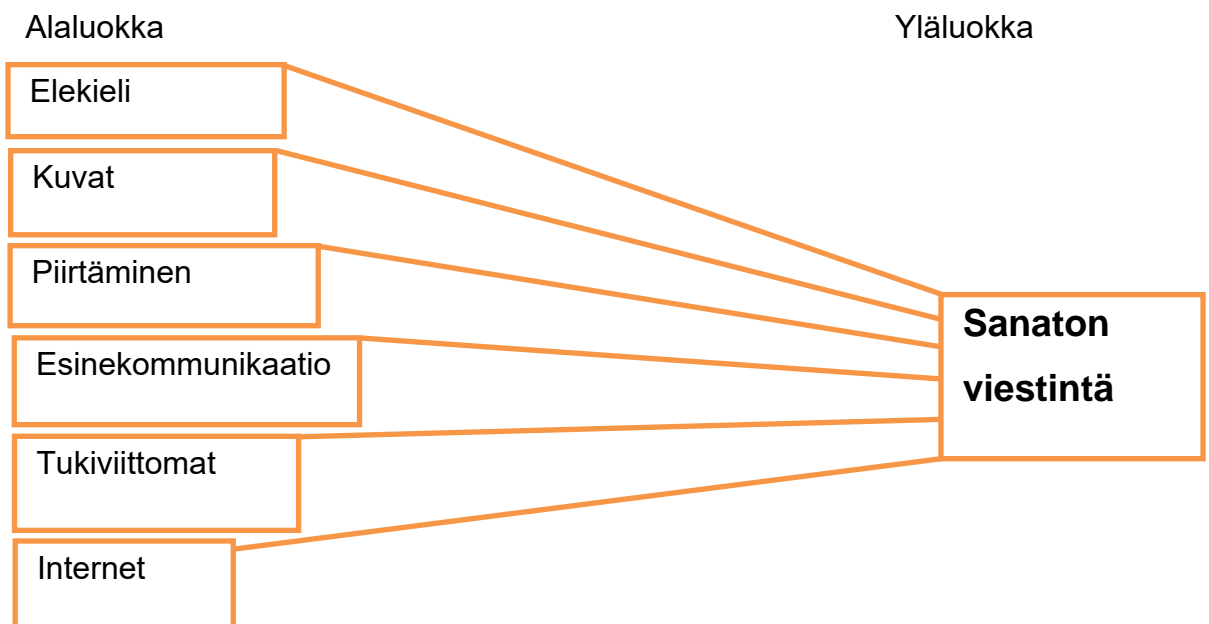 Alaluokka
Yläluokka
Elekieli
Kuvat
Piirtäminen
Esinekommunikaatio
Tukiviittomat
Internet
Sanaton
viestintä